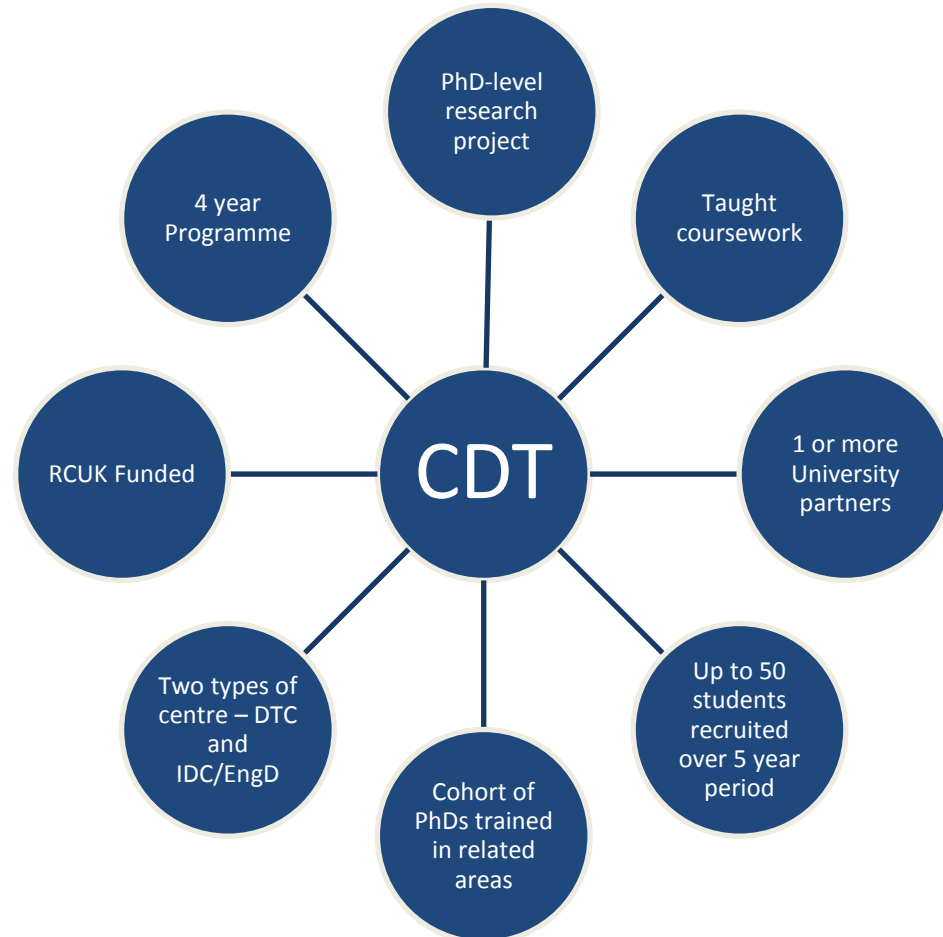 PhD-level
research
project
Taught
coursework
1 or more
University
partners
Up to 50
students
recruited
over 5 year
period
Cohort of
PhDs trained
in related
areas
Two types of
centre – DTC
and
IDC/EngD
RCUK Funded
4 year
Programme
CDT